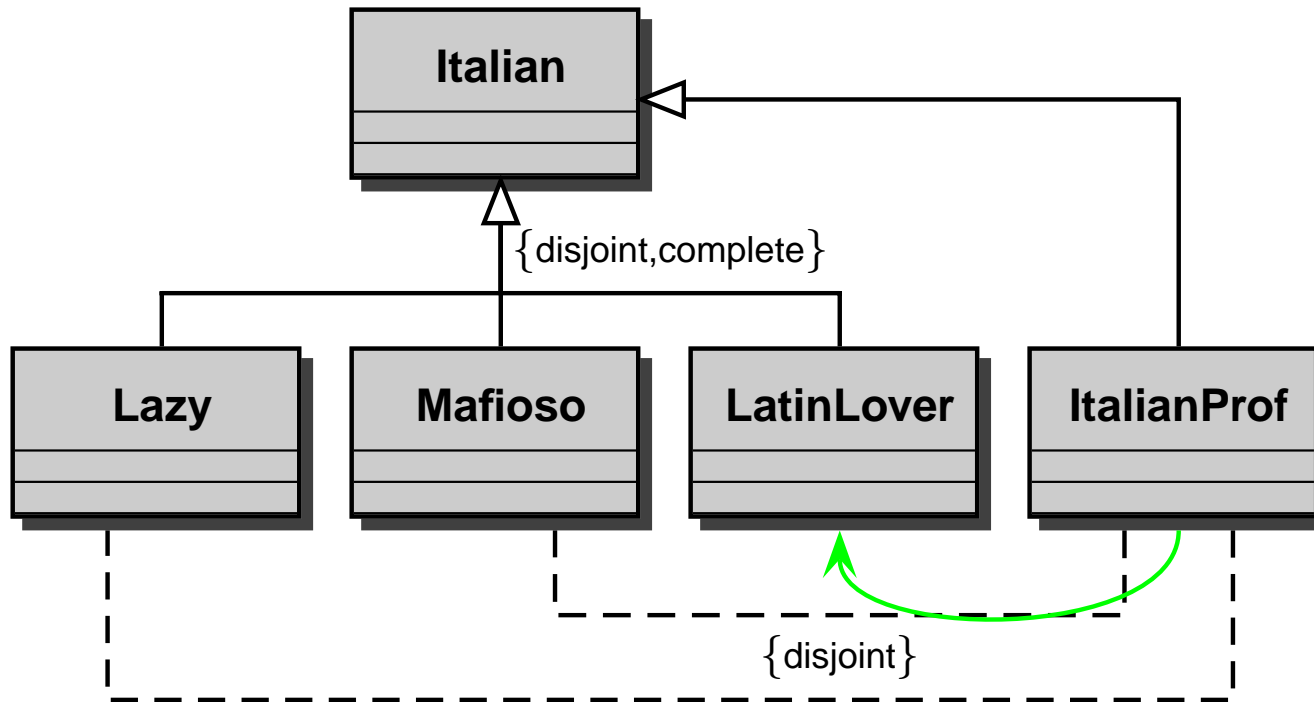 Italian
{disjoint,complete}
Lazy
Mafioso
LatinLover
ItalianProf
{disjoint}